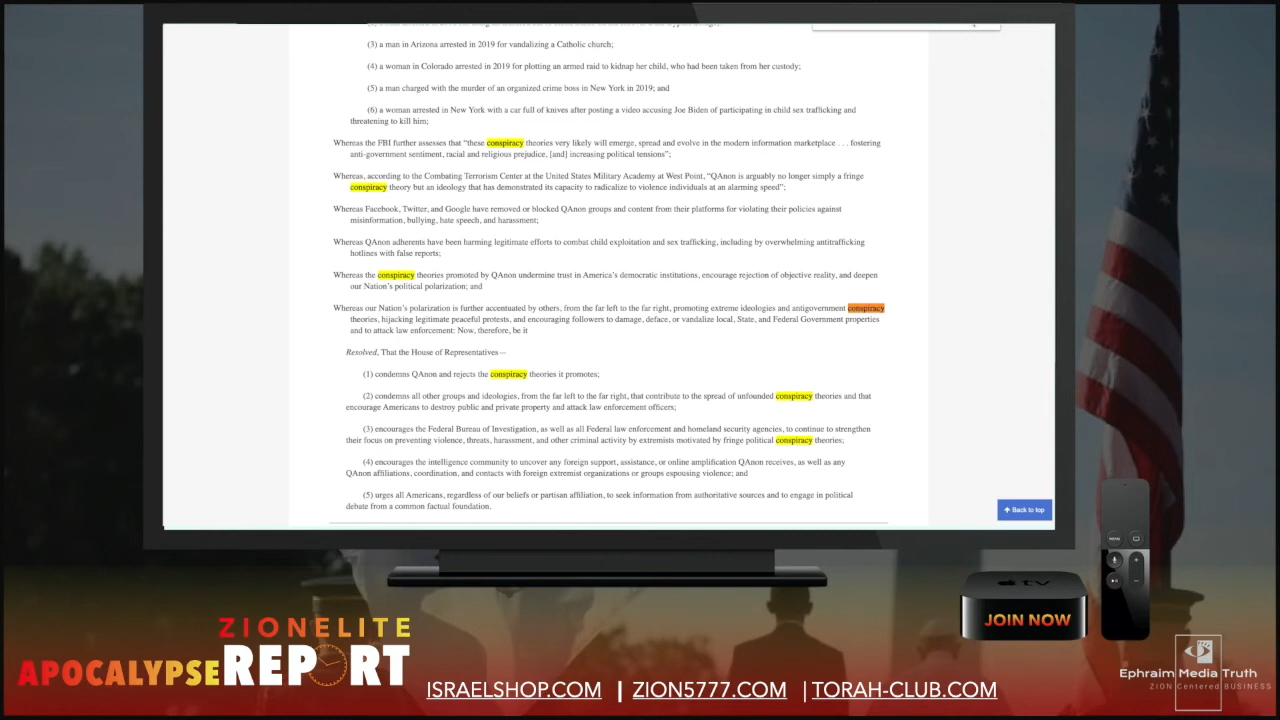 (3) a man in Arizona arrested in 2019 for vandalizing a Catholic church;
(4) a woman in Colorado arrested in 2019 for plotting an armed raid to kidnap her child, who had been taken from her custody;
(5) a man charged with the murder of an organized crime boss in New York in 2019; and
(6) a woman arrested in New York with a car full of knives after posting a video accusing Joe Biden of participating in child sex trafficking and
threatening to kill him;
Whereas the FBI further assesses that “these conspiracy theories very likely will emerge, spread and evolve in the modern information marketplace . . . fostering
anti-government sentiment, racial and religious prejudice, [and] increasing political tensions”;
Whereas, according to the Combating Terrorism Center at the United States Military Academy at West Point, “QAnon is arguably no longer simply a fringe
conspiracy theory but an ideology that has demonstrated its capacity to radicalize to violence individuals at an alarming speed”;
Whereas Facebook, Twitter, and Google have removed or blocked QAnon groups and content from their platforms for violating their policies against
misinformation, bullying, hate speech, and harassment;
Whereas QAnon adherents have been harming legitimate efforts to combat child exploitation and sex trafficking, including by overwhelming antitrafficking
hotlines with false reports;
Whereas the conspiracy theories promoted by QAnon undermine trust in America’s democratic institutions, encourage rejection of objective reality, and deepen
our Nation’s political polarization; and
Whereas our Nation’s polarization is further accentuated by others, from the far left to the far right, promoting extreme ideologies and antigovernment conspiracy
theories, hijacking legitimate peaceful protests, and encouraging followers to damage, deface, or vandalize local, State, and Federal Government properties
and to attack law enforcement: Now, therefore, be it
Resolved, That the House of Representatives—
(1) condemns QAnon and rejects the conspiracy theories it promotes;
(2) condemns all other groups and ideologies, from the far left to the far right, that contribute to the spread of unfounded conspiracy theories and that
encourage Americans to destroy public and private property and attack law enforcement officers;
(3) encourages the Federal Bureau of Investigation, as well as all Federal law enforcement and homeland security agencies, to continue to strengthen
their focus on preventing violence, threats, harassment, and other criminal activity by extremists motivated by fringe political conspiracy theories;
(4) encourages the intelligence community to uncover any foreign support, assistance, or online amplification QAnon receives, as well as any
QAnon affiliations, coordination, and contacts with foreign extremist organizations or groups espousing violence; and
(5) urges all Americans, regardless of our beliefs or partisan affiliation, to seek information from authoritative sources and to engage in political
debate from a common factual foundation.
Back to top
MENU
tv
JOIN NOW
ZIONELITE
APOCALYPSE REPORT
ISRAELSHOP.COM | ZION5777.COM | TORAH-CLUB.COM
Ephraim Media Truth
ZION Centered BUSINESS